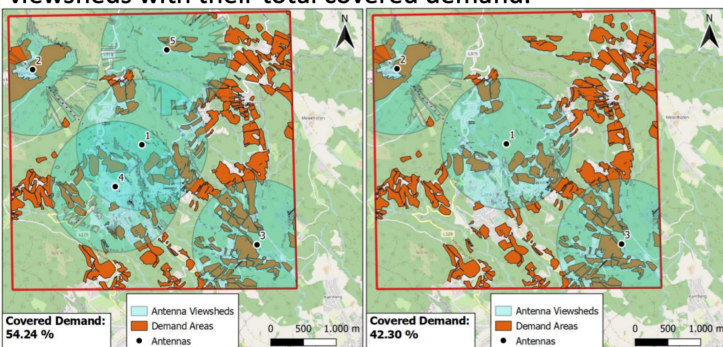 Viewsheds with their total covered demand.
N
5
2
1
4
3
Covered Demand:
54.24 %
Antenna Viewsheds
Demand Areas
Antennas
0 500 1.000 m
N
2
1
3
Covered Demand:
42.30 %
Antenna Viewsheds
Demand Areas
Antennas
0 500 1.000 m